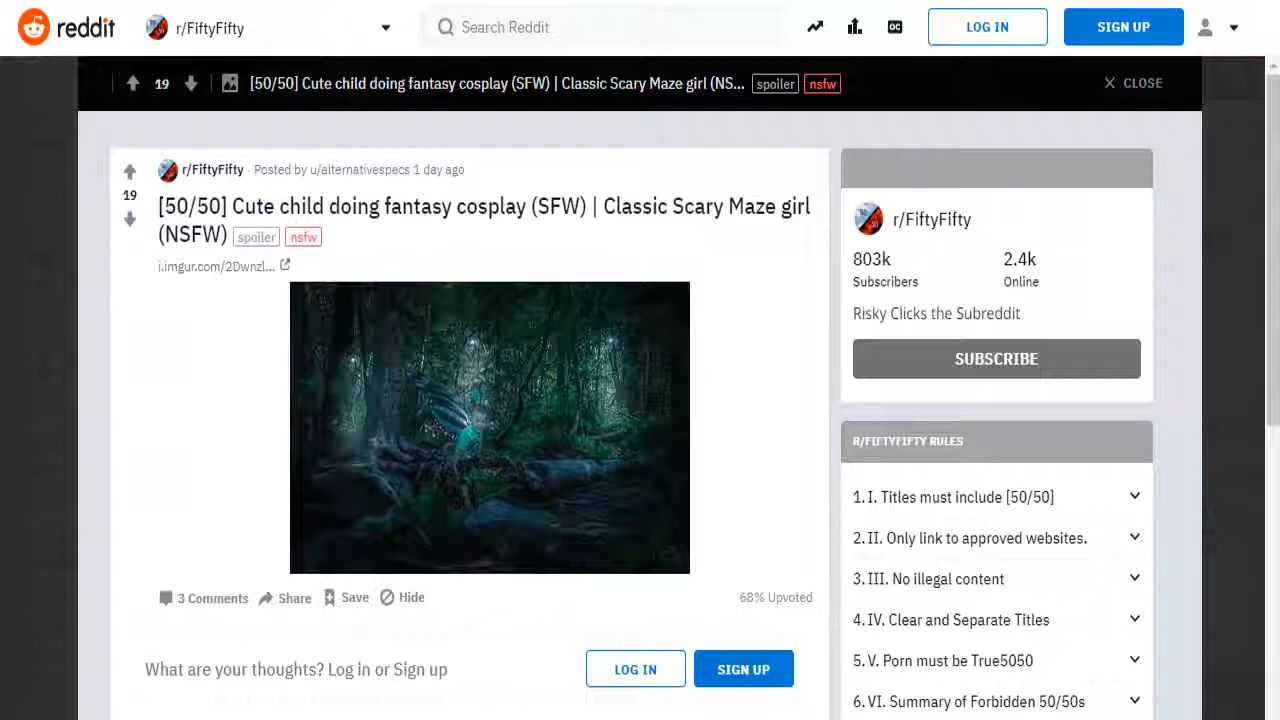 reddit r/FiftyFifty Search Reddit LOG IN SIGN UP
19 [50/50] Cute child doing fantasy cosplay (SFW) | Classic Scary Maze girl (NS... spoiler nsfw CLOSE
r/FiftyFifty · Posted by u/alternativespecs 1 day ago
19
[50/50] Cute child doing fantasy cosplay (SFW) | Classic Scary Maze girl
(NSFW) spoiler nsfw
i.imgur.com/2Dwnzl...
3 Comments Share Save Hide 68% Upvoted
What are your thoughts? Log in or Sign up LOG IN SIGN UP
r/FiftyFifty
803k 2.4k
Subscribers Online
Risky Clicks the Subreddit
SUBSCRIBE
R/FIFTYFIFTY RULES
1. I. Titles must include [50/50]
2. II. Only link to approved websites.
3. III. No illegal content
4. IV. Clear and Separate Titles
5. V. Porn must be True5050
6. VI. Summary of Forbidden 50/50s